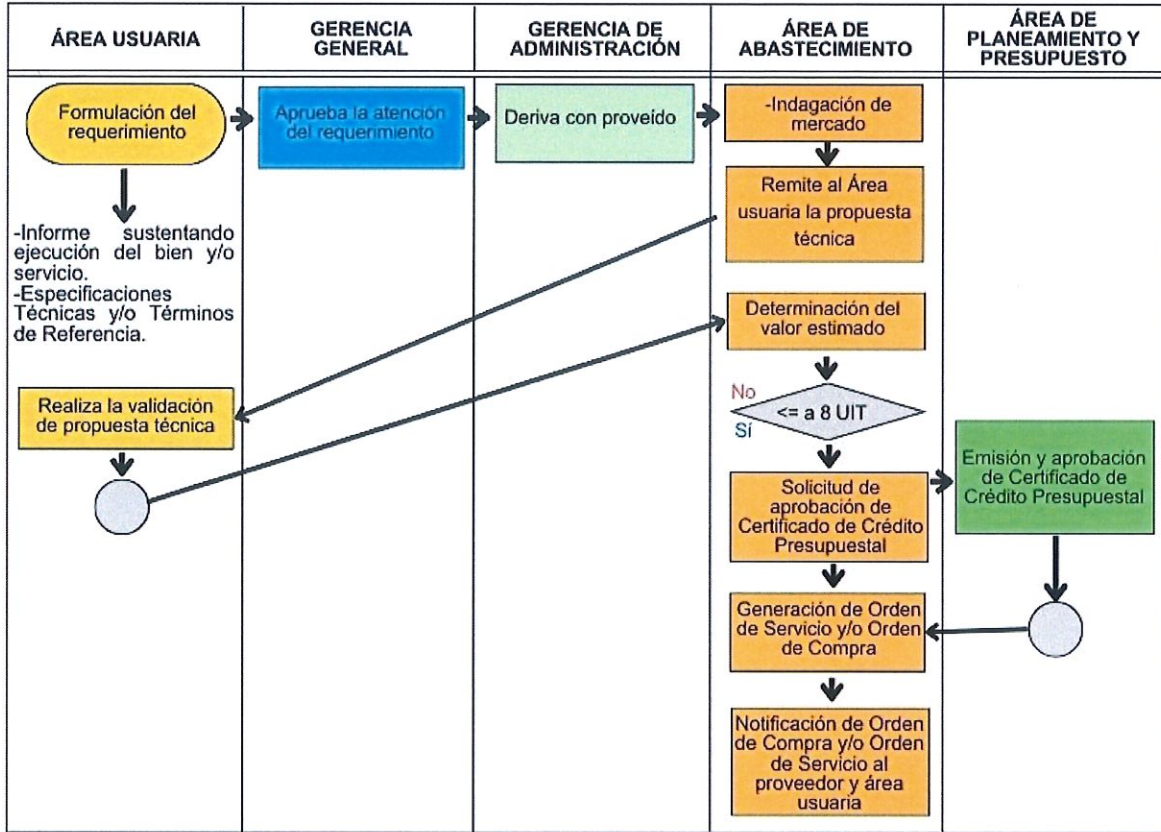 ÁREA USUARIA
GERENCIA
GENERAL
GERENCIA DE
ADMINISTRACIÓN
ÁREA DE
ABASTECIMIENTO
ÁREA DE
PLANEAMIENTO Y
PRESUPUESTO
Formulación del
requerimiento
Aprueba la atención
del requerimiento
Deriva con proveído
-Indagación de
mercado
Remite al Área
usuaria la propuesta
técnica
-Informe sustentando
ejecución del bien y/o
servicio.
-Especificaciones
Técnicas y/o Términos
de Referencia.
Determinación del
valor estimado
Realiza la validación
de propuesta técnica
No
<= a 8 UIT
Sí
Solicitud de
aprobación de
Certificado de Crédito
Presupuestal
Emisión y aprobación
de Certificado de
Crédito Presupuestal
Generación de Orden
de Servicio y/o Orden
de Compra
Notificación de Orden
de Compra y/o Orden
de Servicio al
proveedor y área
usuaria